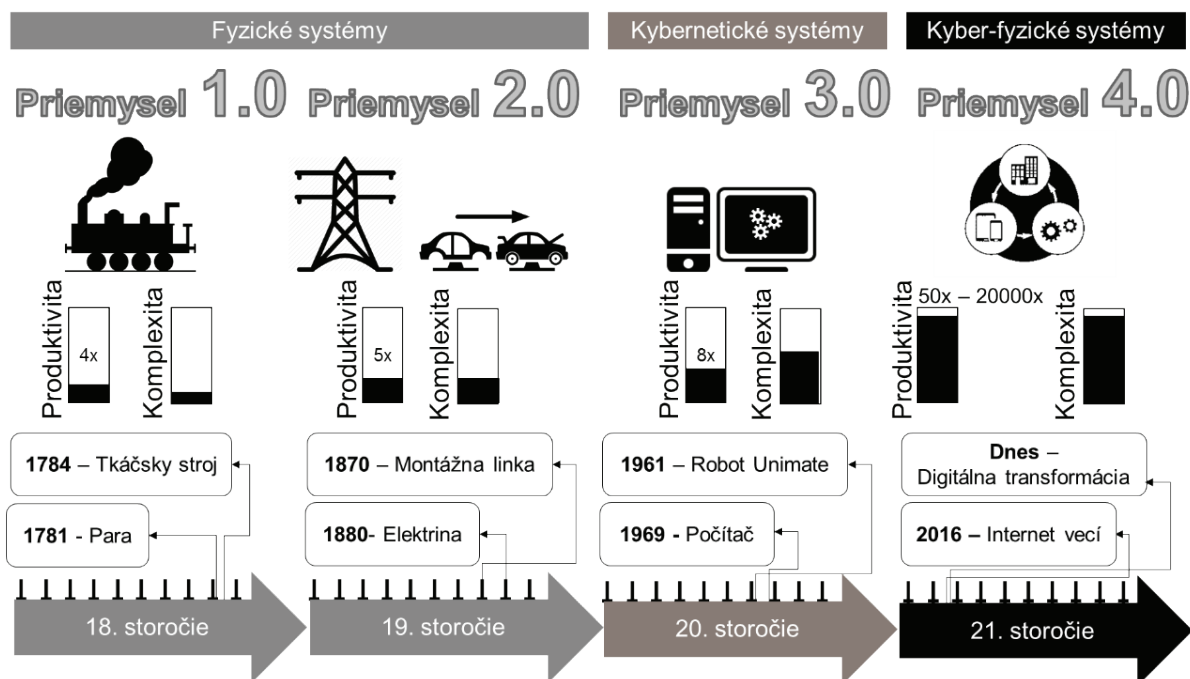 Fyzické systémy
Kybernetické systémy
Kyber-fyzické systémy
Priemysel 1.0
Priemysel 2.0
Priemysel 3.0
Priemysel 4.0
Produktivita
4x
Komplexita
Produktivita
5x
Komplexita
Produktivita
8x
Komplexita
Produktivita
50x – 20000x
Komplexita
1784 – Tkáčsky stroj
1781 - Para
1870 – Montážna linka
1880- Elektrina
1961 – Robot Unimate
1969 - Počítač
Dnes –
Digitálna transformácia
2016 – Internet vecí
18. storočie
19. storočie
20. storočie
21. storočie